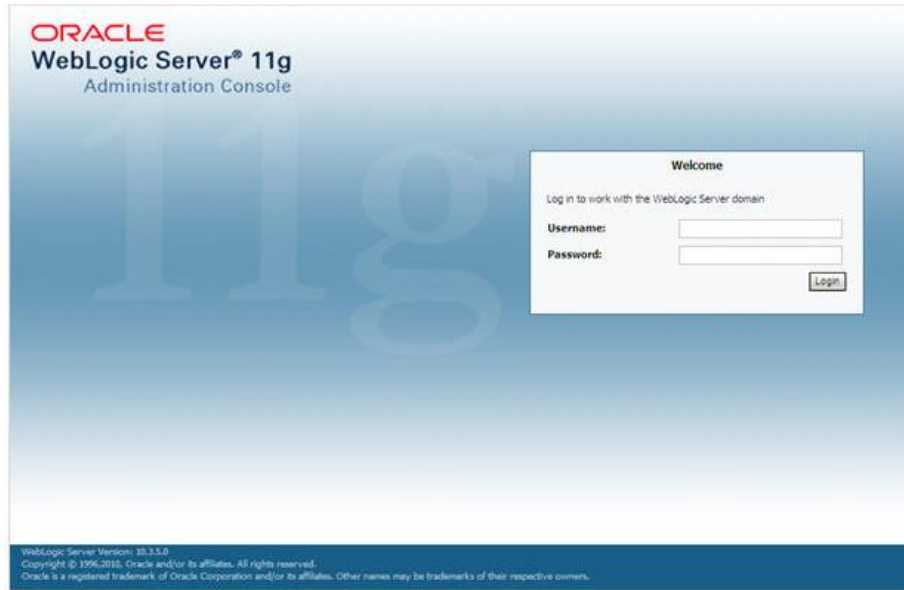 ORACLE
WebLogic Server® 11g
Administration Console
11g
Welcome
Log in to work with the WebLogic Server domain
Username:
Password:
Login
WebLogic Server Version: 10.3.5.0
Copyright © 1996,2010, Oracle and/or its affiliates. All rights reserved.
Oracle is a registered trademark of Oracle Corporation and/or its affiliates. Other names may be trademarks of their respective owners.